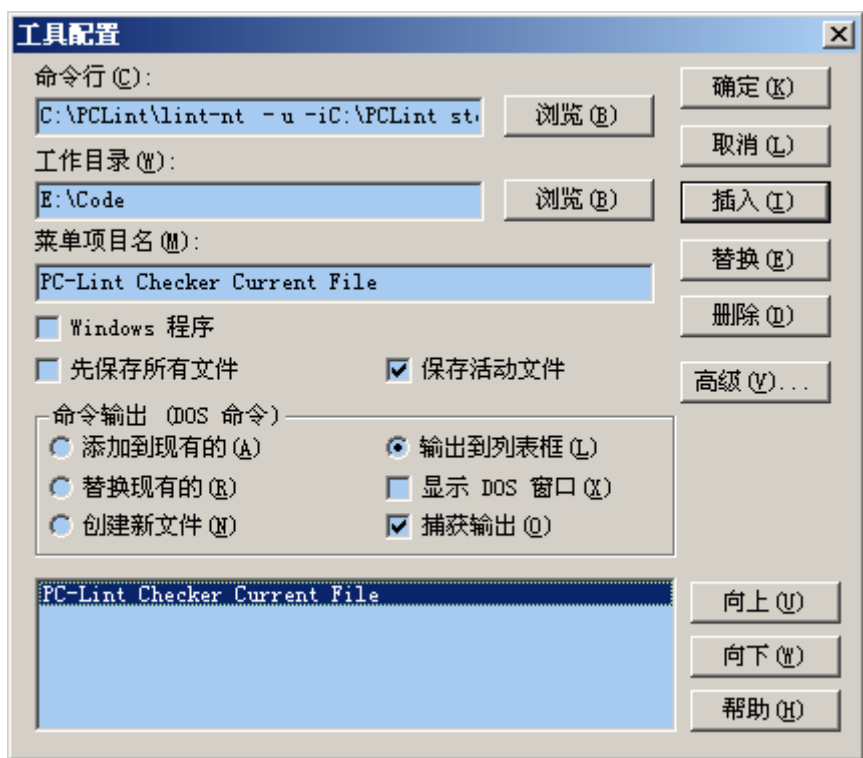 工具配置
命令行(C):
C:\PCLint\lint-nt -u -iC:\PCLint
浏览(B)
工作目录(W):
E:\Code
浏览(B)
菜单项目名(M):
PC-Lint Checker Current File
Windows 程序
先保存所有文件
保存活动文件
命令输出 (DOS 命令)
添加到现有的(A)
输出到列表框(L)
替换现有的(R)
显示 DOS 窗口(X)
创建新文件(N)
捕获输出(O)
PC-Lint Checker Current File
确定(K)
取消(L)
插入(I)
替换(E)
删除(D)
高级(V)...
向上(U)
向下(W)
帮助(H)